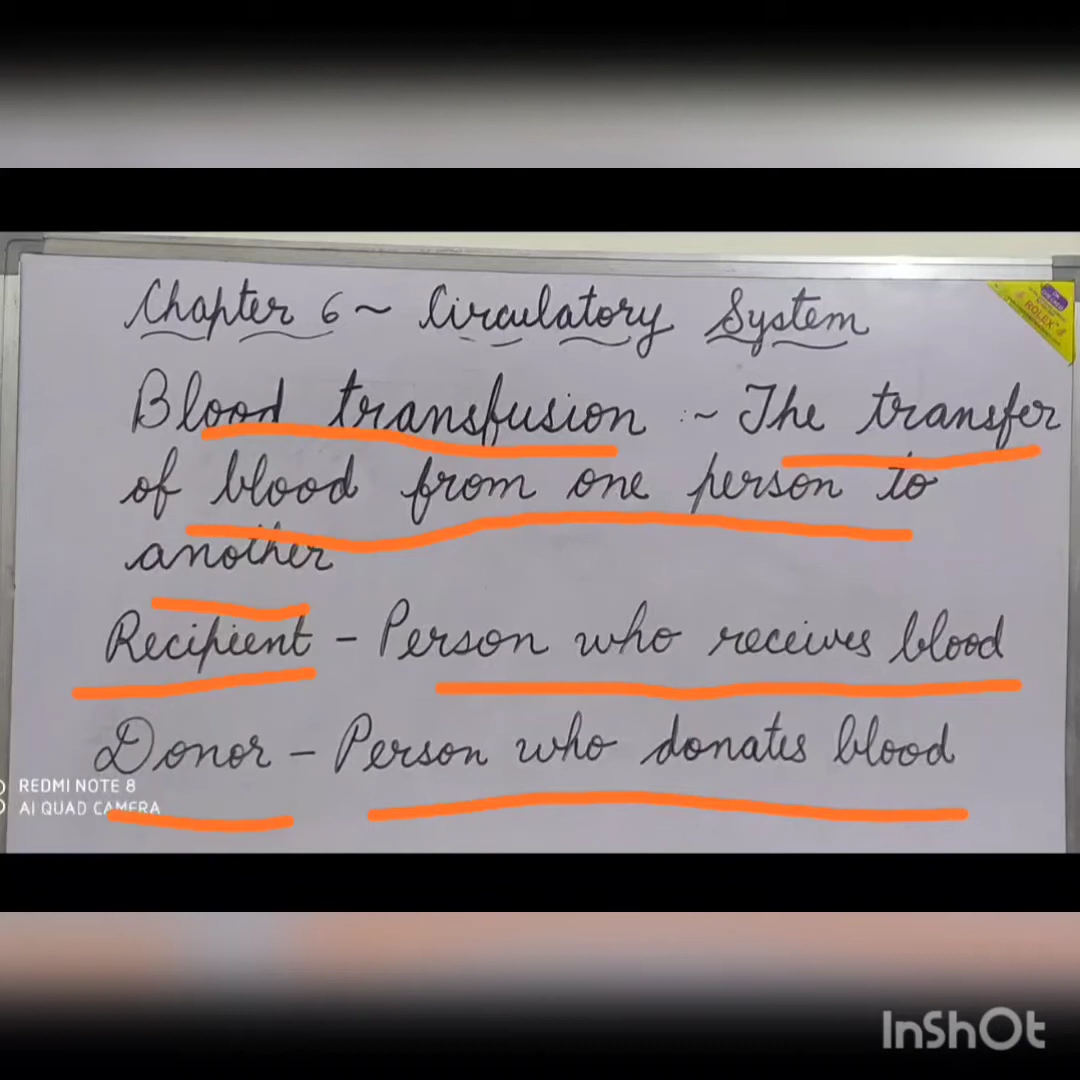 Chapter 6 ~ Circulatory System
Blood transfusion :~ The transfer
of blood from one person to
another
Recipient - Person who receives blood
Donor - Person who donates blood
REDMI NOTE 8
AI QUAD CAMERA
ROLEX
InShOt